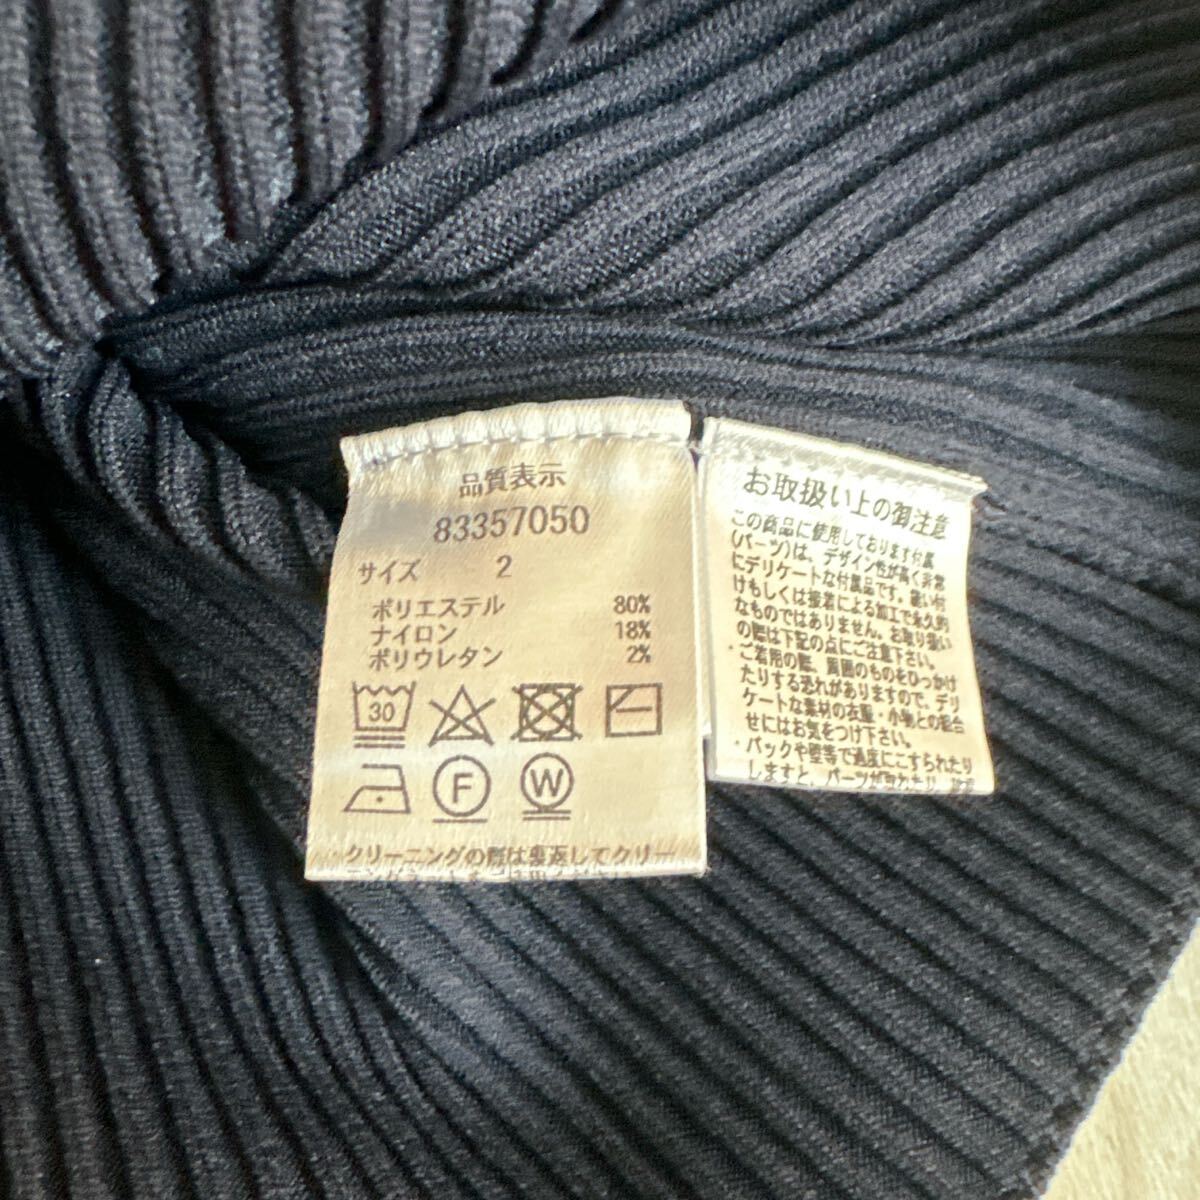 品質表示
83357050
サイズ 2
ポリエステル 80%
ナイロン 18%
ポリウレタン 2%
30
F
W
・クリーニングの際は裏返してクリー
お取扱い上の御注意
この商品に使用しております付属
(パーツ)は、デザイン性が高く非常
にデリケートな付属品です。縫い付
けもしくは接着による加工で永久的
なものではありません。お取り扱い
の際は下記の点にご注意下さい。
・ご着用の際、周囲のものをひっかけ
たりする恐れがありますので、デリ
ケートな素材の衣服・小物との組合
せにはお気をつけ下さい。
・バックや壁等で過度にこすられたり
しますと、パーツが取れたり